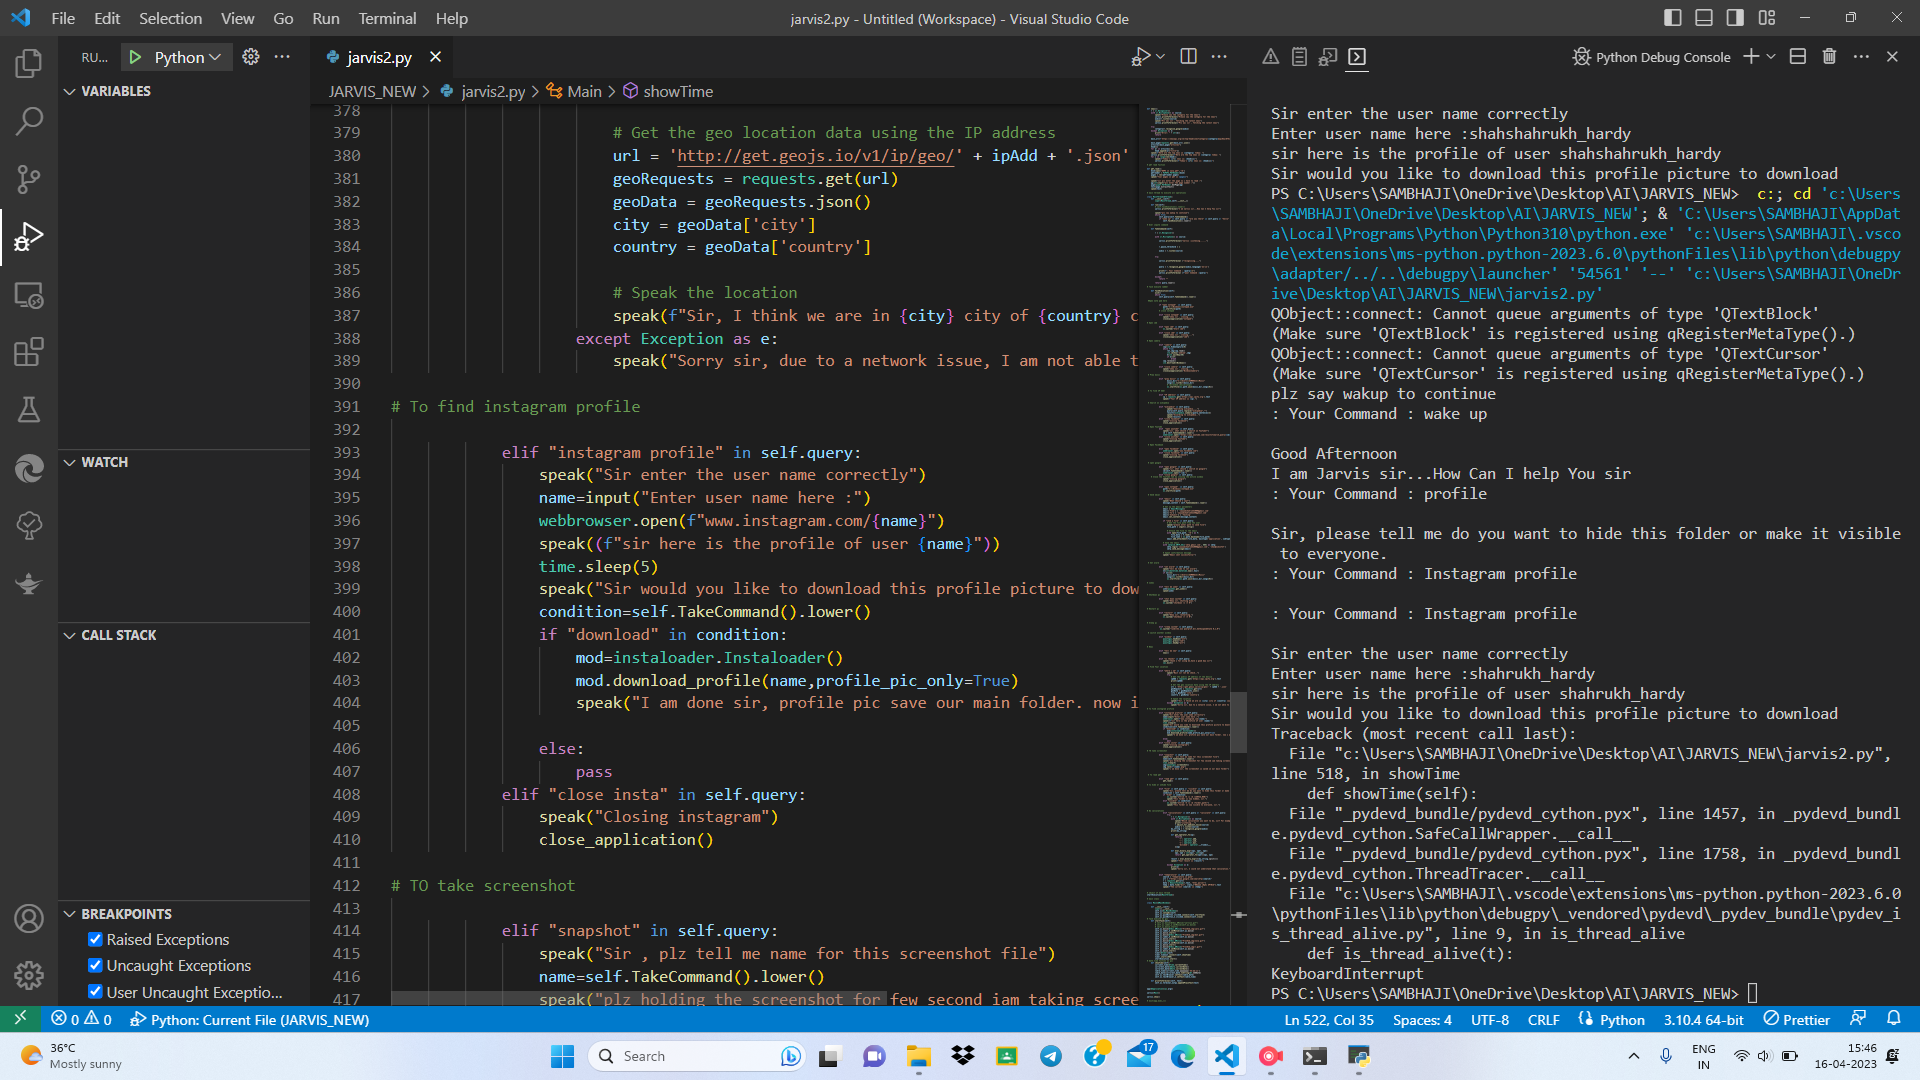 File Edit Selection View Go Run Terminal Help
jarvis2.py - Untitled (Workspace) - Visual Studio Code
RU... Python
VARIABLES
WATCH
CALL STACK
BREAKPOINTS
Raised Exceptions
Uncaught Exceptions
User Uncaught Exceptio...
jarvis2.py
JARVIS_NEW > jarvis2.py > Main > showTime
378
379 # Get the geo location data using the IP address
380 url = 'http://get.geojs.io/v1/ip/geo/' + ipAdd + '.json'
381 geoRequests = requests.get(url)
382 geoData = geoRequests.json()
383 city = geoData['city']
384 country = geoData['country']
385
386 # Speak the location
387 speak(f"Sir, I think we are in {city} city of {country} c
388 except Exception as e:
389 speak("Sorry sir, due to a network issue, I am not able t
390
391 # To find instagram profile
392
393 elif "instagram profile" in self.query:
394 speak("Sir enter the user name correctly")
395 name=input("Enter user name here :")
396 webbrowser.open(f"www.instagram.com/{name}")
397 speak((f"sir here is the profile of user {name}"))
398 time.sleep(5)
399 speak("Sir would you like to download this profile picture to dow
400 condition=self.TakeCommand().lower()
401 if "download" in condition:
402 mod=instaloader.Instaloader()
403 mod.download_profile(name,profile_pic_only=True)
404 speak("I am done sir, profile pic save our main folder. now i
405
406 else:
407 pass
408 elif "close insta" in self.query:
409 speak("Closing instagram")
410 close_application()
411
412 # TO take screenshot
413
414 elif "snapshot" in self.query:
415 speak("Sir , plz tell me name for this screenshot file")
416 name=self.TakeCommand().lower()
417 speak("plz holding the screenshot for few second iam taking scree
Python Debug Console
Sir enter the user name correctly
Enter user name here :shahshahrukh_hardy
sir here is the profile of user shahshahrukh_hardy
Sir would you like to download this profile picture to download
PS C:\Users\SAMBHAJI\OneDrive\Desktop\AI\JARVIS_NEW>  c:; cd 'c:\Users
\SAMBHAJI\OneDrive\Desktop\AI\JARVIS_NEW'; & 'C:\Users\SAMBHAJI\AppDat
a\Local\Programs\Python\Python310\python.exe' 'c:\Users\SAMBHAJI\.vsco
de\extensions\ms-python.python-2023.6.0\pythonFiles\lib\python\debugpy
\adapter/../..\debugpy\launcher' '54561' '--' 'c:\Users\SAMBHAJI\OneDr
ive\Desktop\AI\JARVIS_NEW\jarvis2.py'
QObject::connect: Cannot queue arguments of type 'QTextBlock'
(Make sure 'QTextBlock' is registered using qRegisterMetaType().)
QObject::connect: Cannot queue arguments of type 'QTextCursor'
(Make sure 'QTextCursor' is registered using qRegisterMetaType().)
plz say wakup to continue
: Your Command : wake up
Good Afternoon
I am Jarvis sir...How Can I help You sir
: Your Command : profile
Sir, please tell me do you want to hide this folder or make it visible
to everyone.
: Your Command : Instagram profile
: Your Command : Instagram profile
Sir enter the user name correctly
Enter user name here :shahrukh_hardy
sir here is the profile of user shahrukh_hardy
Sir would you like to download this profile picture to download
Traceback (most recent call last):
File "c:\Users\SAMBHAJI\OneDrive\Desktop\AI\JARVIS_NEW\jarvis2.py",
line 518, in showTime
def showTime(self):
File "_pydevd_bundle/pydevd_cython.pyx", line 1457, in _pydevd_bundl
e.pydevd_cython.SafeCallWrapper.__call__
File "_pydevd_bundle/pydevd_cython.pyx", line 1758, in _pydevd_bundl
e.pydevd_cython.ThreadTracer.__call__
File "c:\Users\SAMBHAJI\.vscode\extensions\ms-python.python-2023.6.0
\pythonFiles\lib\python\debugpy\_vendored\pydevd\_pydev_bundle\pydev_i
s_thread_alive.py", line 9, in is_thread_alive
def is_thread_alive(t):
KeyboardInterrupt
PS C:\Users\SAMBHAJI\OneDrive\Desktop\AI\JARVIS_NEW>
0 0 Python: Current File (JARVIS_NEW)
Ln 522, Col 35 Spaces: 4 UTF-8 CRLF Python 3.10.4 64-bit Prettier
36°C
Mostly sunny
Search
17
ENG
IN
15:46
16-04-2023